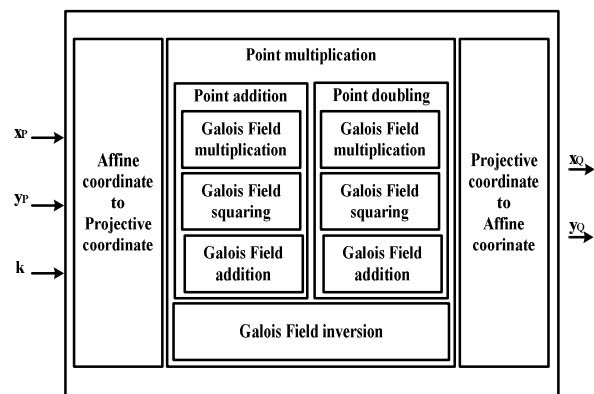 Point multiplication
Point addition
Point doubling
xP
yP
k
Affine
coordinate
to
Projective
coordinate
Galois Field
multiplication
Galois Field
squaring
Galois Field
addition
Galois Field
multiplication
Galois Field
squaring
Galois Field
addition
Galois Field inversion
Projective
coordinate
to
Affine
coorinate
xQ
yQ